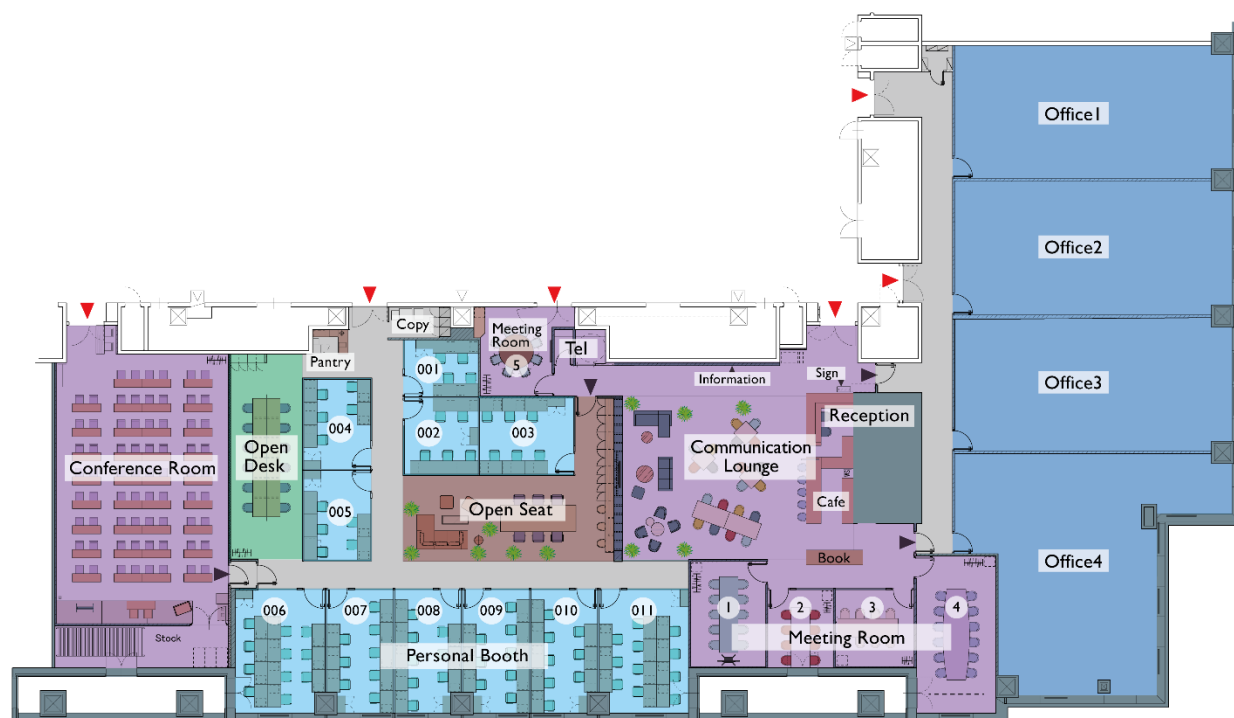 Office1
Office2
Office3
Office4
Copy
Meeting
Room
5
Tel
Pantry
001
Information
Sign
Reception
004
002
003
Open
Desk
Conference Room
Communication
Lounge
005
Open Seat
Cafe
Book
006
007
008
009
010
011
1
2
3
4
Stock
Personal Booth
Meeting Room